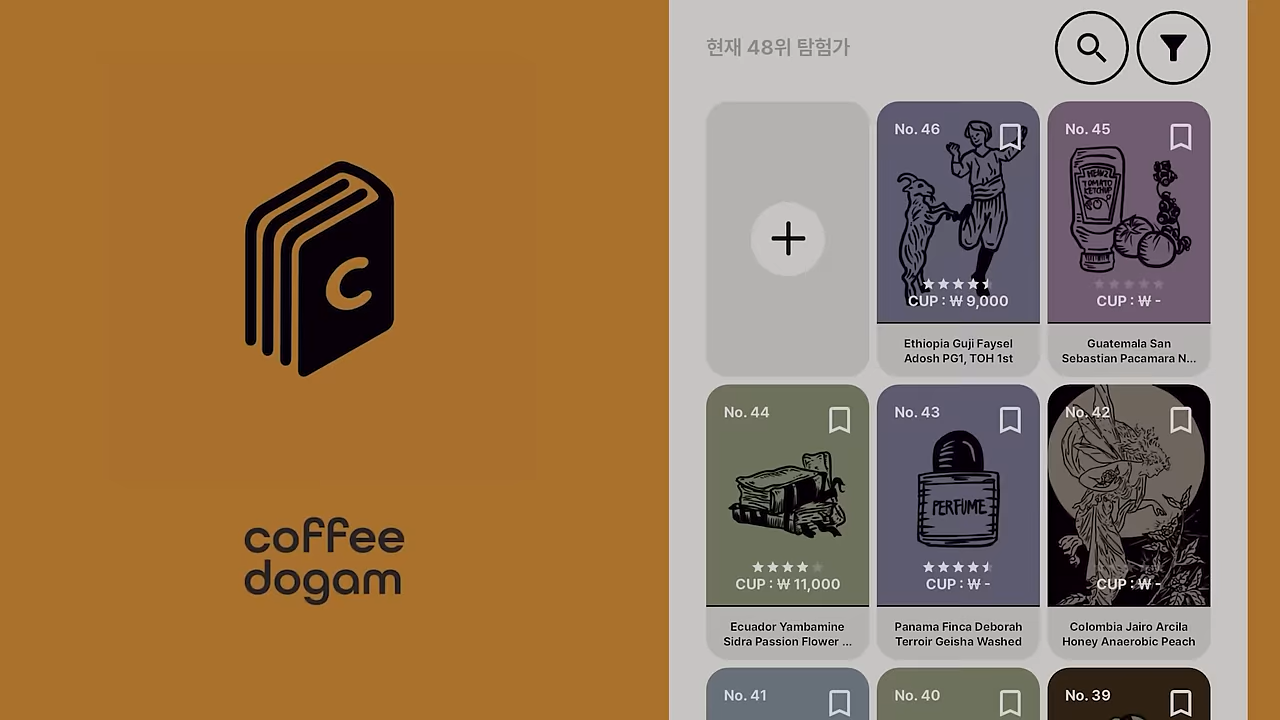 C
coffee
dogam
현재 48위 탐험가
No. 46
CUP : ₩ 9,000
Ethiopia Guji Faysel
Adosh PG1, TOH 1st
No. 45
HEINZ
TOMATO
KETCHUP
CUP : ₩ -
Guatemala San
Sebastian Pacamara N...
No. 44
CUP : ₩ 11,000
Ecuador Yambamine
Sidra Passion Flower ...
No. 43
PERFUME
CUP : ₩ -
Panama Finca Deborah
Terroir Geisha Washed
No. 42
CUP : ₩ -
Colombia Jairo Arcila
Honey Anaerobic Peach
No. 41
No. 40
No. 39